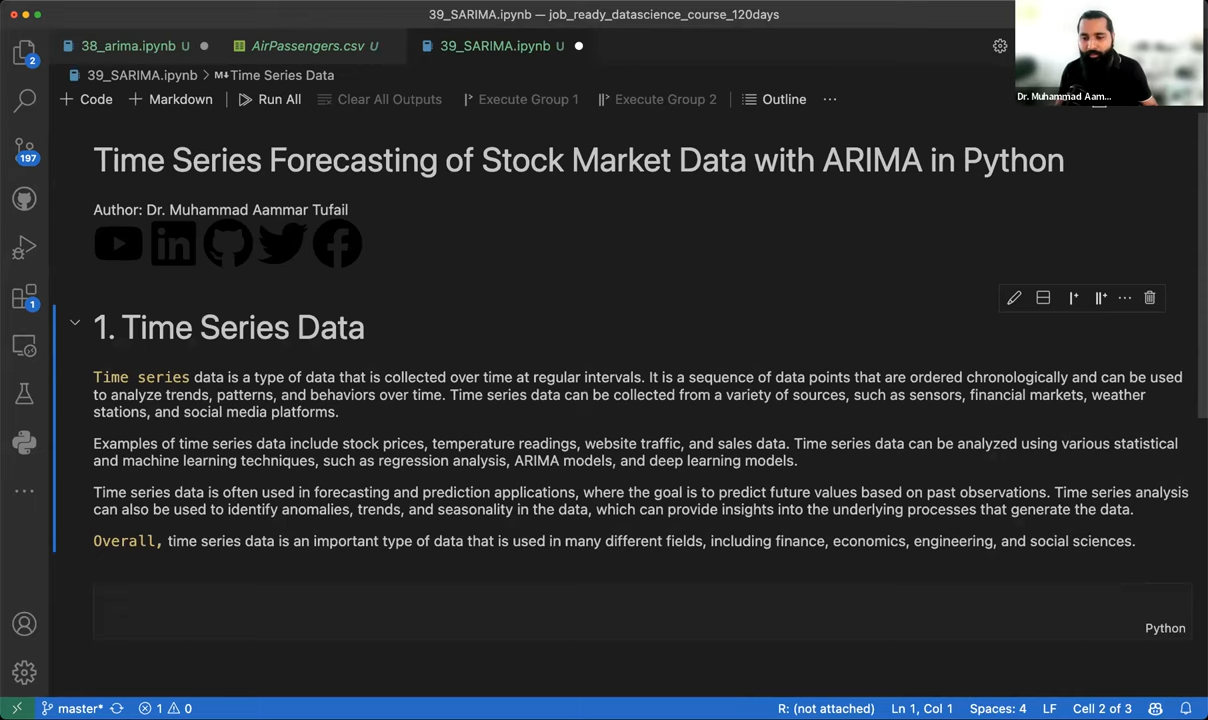 39_SARIMA.ipynb — job_ready_datascience_course_120days
38_arima.ipynb U
AirPassengers.csv U
39_SARIMA.ipynb U
39_SARIMA.ipynb > M↓ Time Series Data
+ Code + Markdown Run All Clear All Outputs Execute Group 1 Execute Group 2 Outline ...
Dr. Muhammad Aam...
2
197
1
Time Series Forecasting of Stock Market Data with ARIMA in Python
Author: Dr. Muhammad Aammar Tufail
1. Time Series Data
Time series data is a type of data that is collected over time at regular intervals. It is a sequence of data points that are ordered chronologically and can be used
to analyze trends, patterns, and behaviors over time. Time series data can be collected from a variety of sources, such as sensors, financial markets, weather
stations, and social media platforms.
Examples of time series data include stock prices, temperature readings, website traffic, and sales data. Time series data can be analyzed using various statistical
and machine learning techniques, such as regression analysis, ARIMA models, and deep learning models.
Time series data is often used in forecasting and prediction applications, where the goal is to predict future values based on past observations. Time series analysis
can also be used to identify anomalies, trends, and seasonality in the data, which can provide insights into the underlying processes that generate the data.
Overall, time series data is an important type of data that is used in many different fields, including finance, economics, engineering, and social sciences.
Python
master* 1 0 R: (not attached) Ln 1, Col 1 Spaces: 4 LF Cell 2 of 3